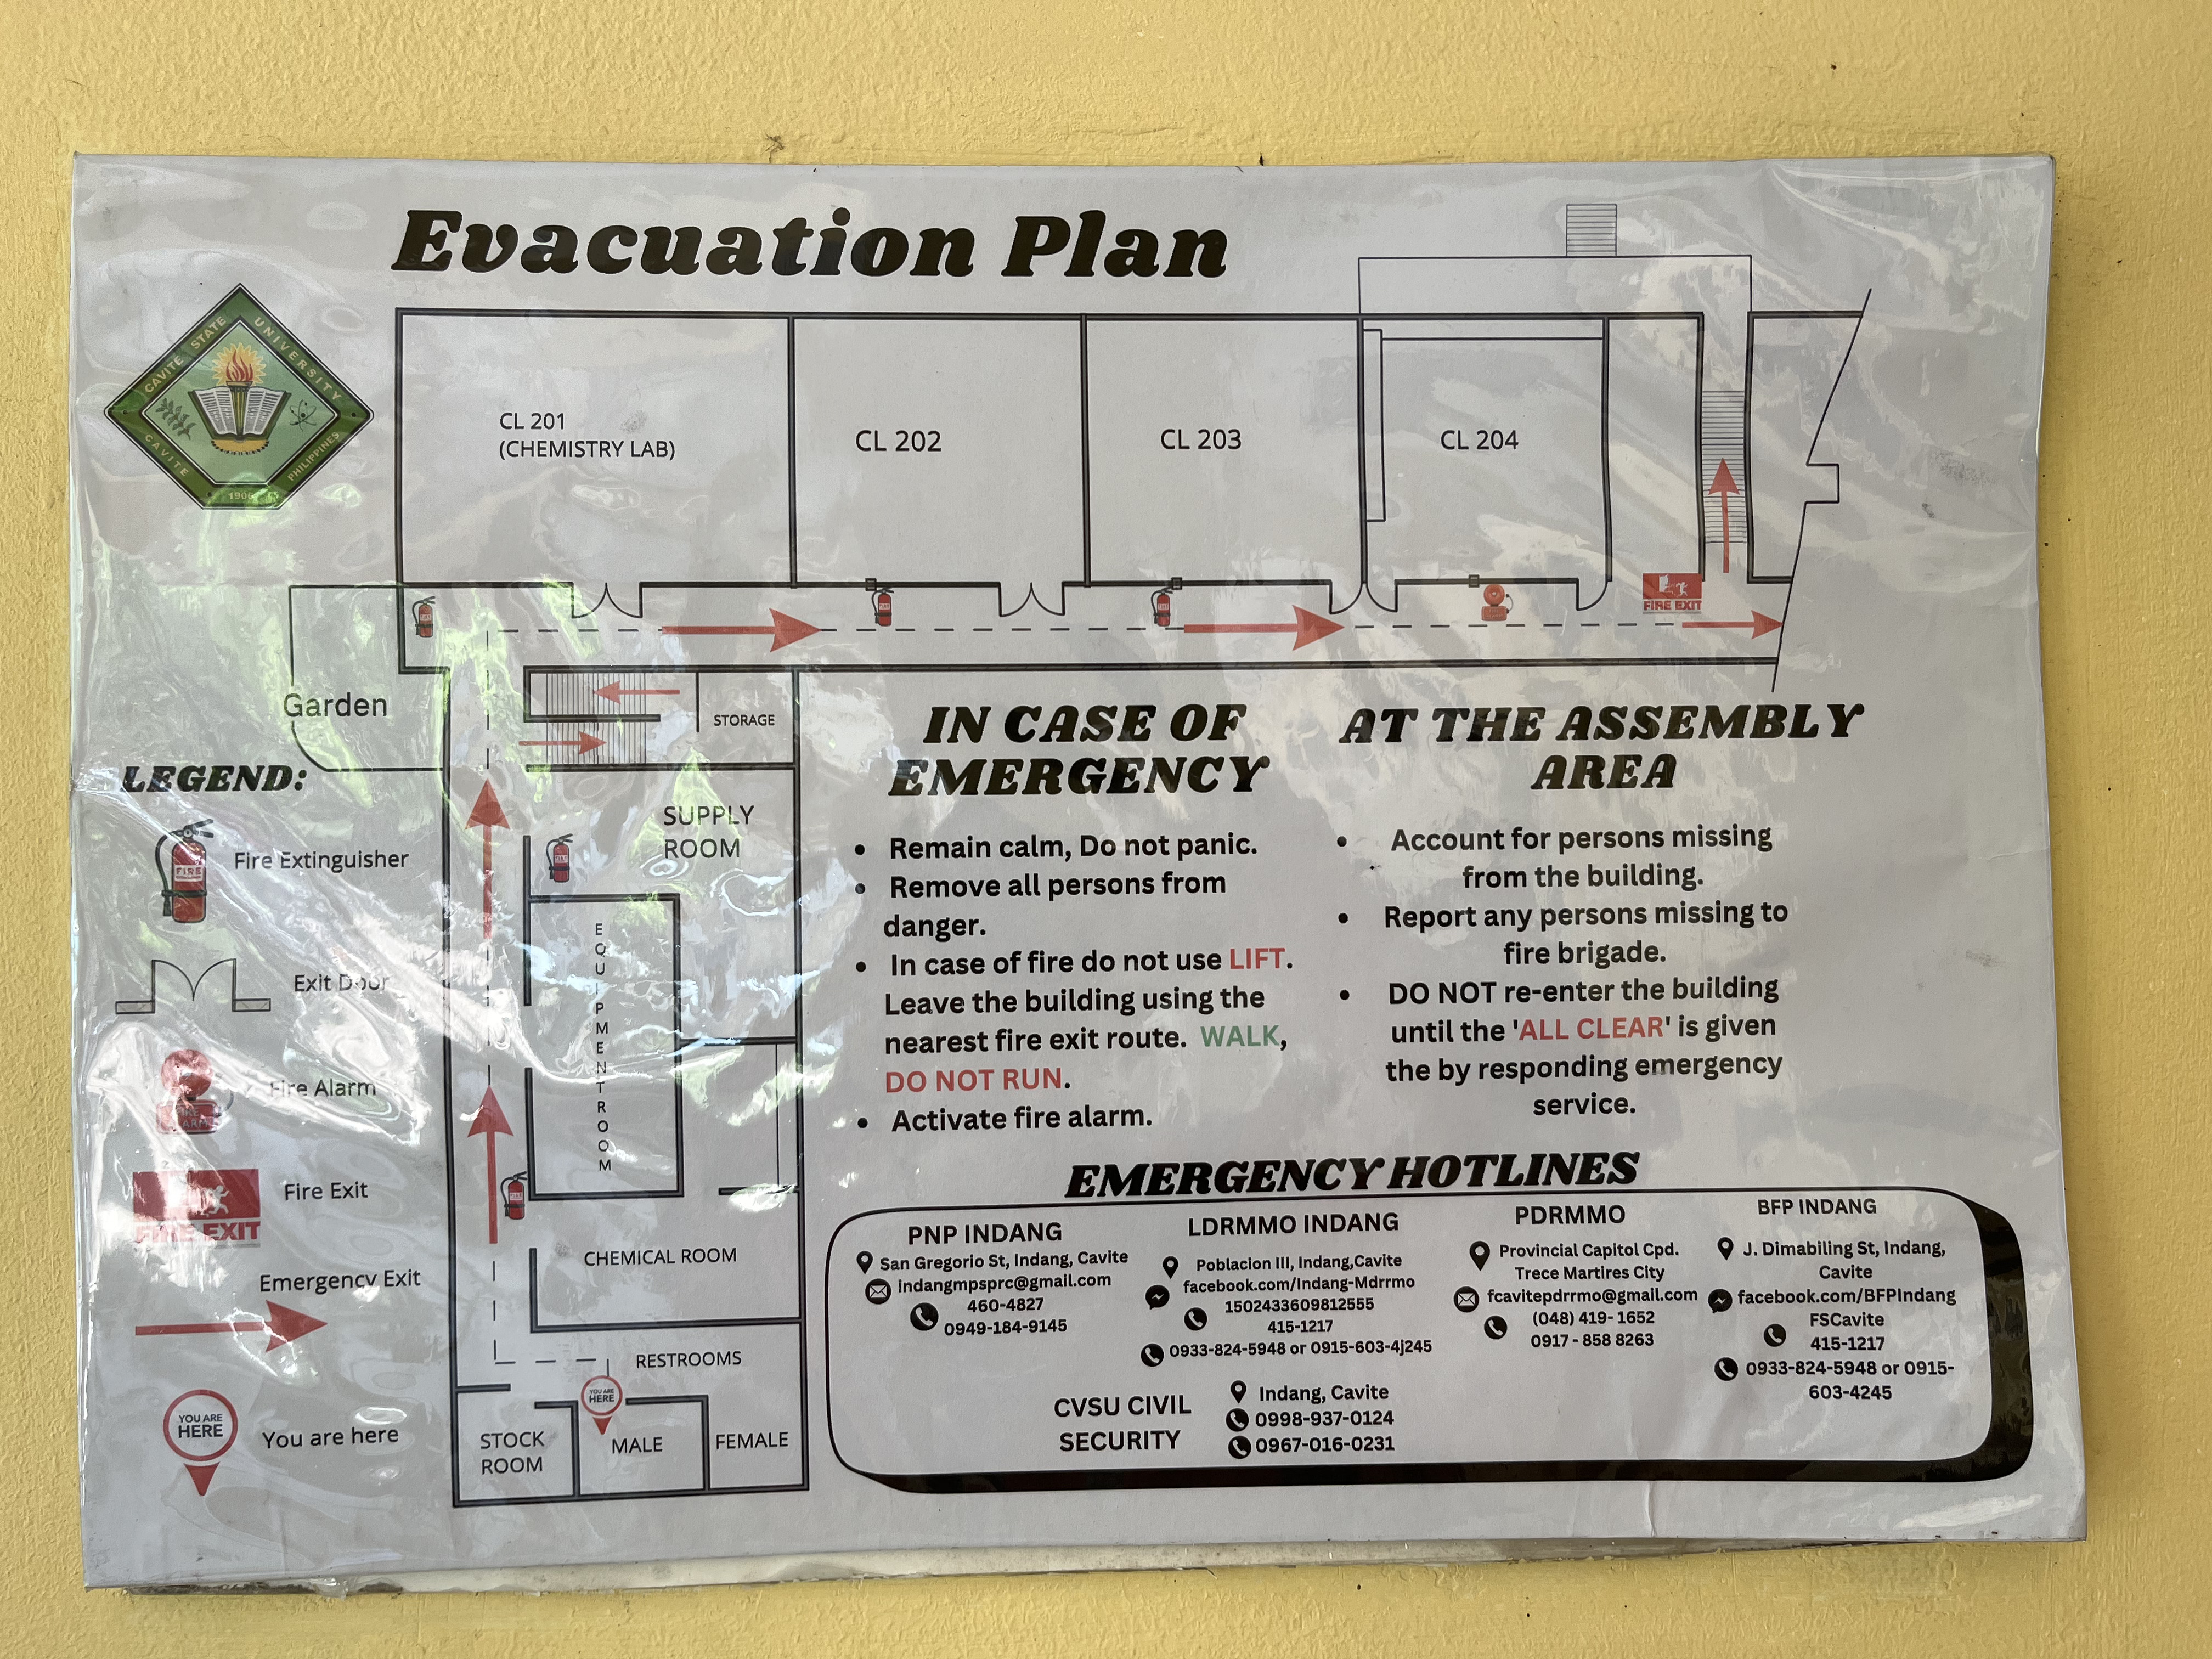 Evacuation Plan
CAVITE STATE UNIVERSITY
CAVITE PHILIPPINES
1906
CL 201
(CHEMISTRY LAB)
CL 202
CL 203
CL 204
FIRE EXIT
Garden
STORAGE
SUPPLY
ROOM
EQUIPMENTROOM
CHEMICAL ROOM
RESTROOMS
YOU ARE
HERE
STOCK
ROOM
MALE
FEMALE
LEGEND:
FIRE
Fire Extinguisher
Exit Door
Fire Alarm
FIRE EXIT
Fire Exit
Emergency Exit
YOU ARE
HERE
You are here
IN CASE OF
EMERGENCY
• Remain calm, Do not panic.
• Remove all persons from
danger.
• In case of fire do not use LIFT.
Leave the building using the
nearest fire exit route. WALK,
DO NOT RUN.
• Activate fire alarm.
AT THE ASSEMBLY
AREA
• Account for persons missing
from the building.
• Report any persons missing to
fire brigade.
• DO NOT re-enter the building
until the 'ALL CLEAR' is given
the by responding emergency
service.
EMERGENCY HOTLINES
PNP INDANG
San Gregorio St, Indang, Cavite
indangmpsprc@gmail.com
460-4827
0949-184-9145
LDRMMO INDANG
Poblacion III, Indang,Cavite
facebook.com/Indang-Mdrrmo
1502433609812555
415-1217
0933-824-5948 or 0915-603-4j245
PDRMMO
Provincial Capitol Cpd.
Trece Martires City
fcavitepdrrmo@gmail.com
(048) 419- 1652
0917 - 858 8263
BFP INDANG
J. Dimabiling St, Indang,
Cavite
facebook.com/BFPIndang
FSCavite
415-1217
0933-824-5948 or 0915-
603-4245
CVSU CIVIL
SECURITY
Indang, Cavite
0998-937-0124
0967-016-0231